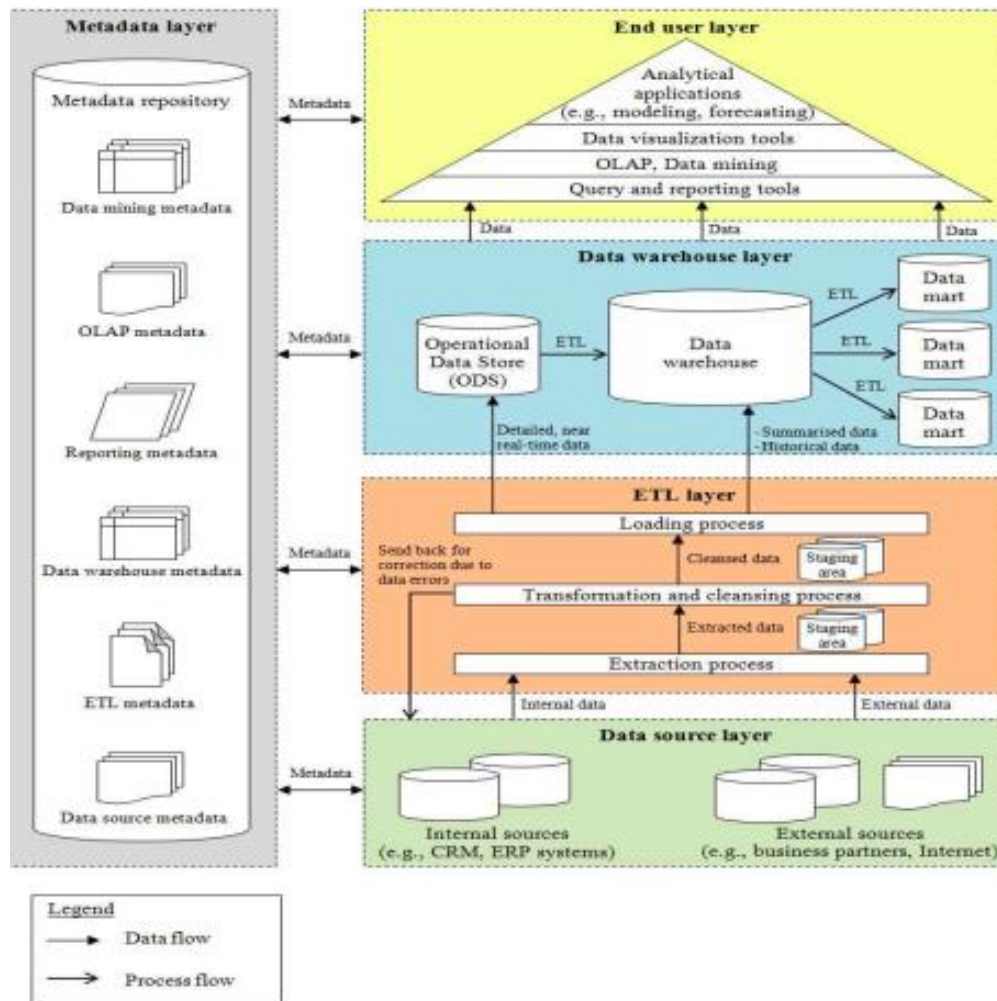 Metadata layer
Metadata repository
Data mining metadata
OLAP metadata
Reporting metadata
Data warehouse metadata
ETL metadata
Data source metadata
Metadata
Metadata
Metadata
Metadata
End user layer
Analytical
applications
(e.g., modeling, forecasting)
Data visualization tools
OLAP, Data mining
Query and reporting tools
Data
Data
Data
Data warehouse layer
Operational
Data Store
(ODS)
ETL
Data
warehouse
ETL
ETL
ETL
Data
mart
Data
mart
Data
mart
Detailed, near
real-time data
-Summarised data
-Historical data
ETL layer
Loading process
Send back for
correction due to
data errors
Cleansed data
Staging
area
Transformation and cleansing process
Extracted data
Staging
area
Extraction process
Internal data
External data
Data source layer
Internal sources
(e.g., CRM, ERP systems)
External sources
(e.g., business partners, Internet)
Legend
Data flow
Process flow